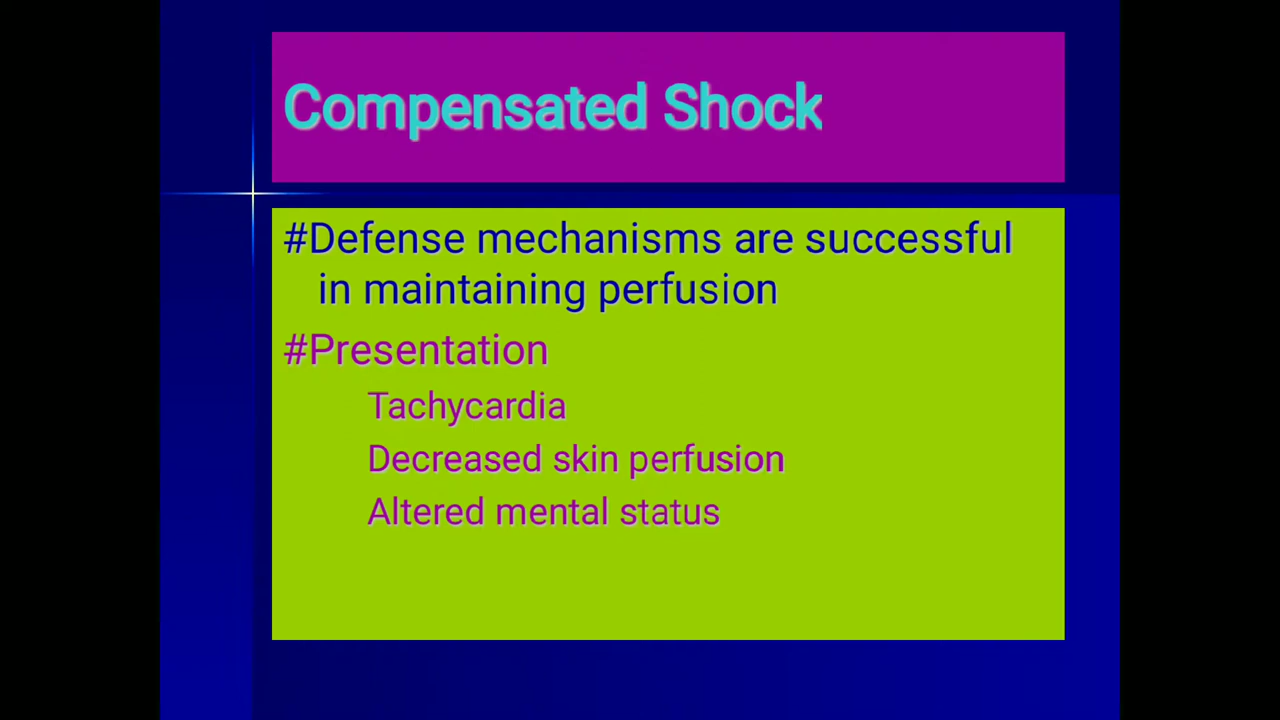 Compensated Shock
#Defense mechanisms are successful
in maintaining perfusion
#Presentation
Tachycardia
Decreased skin perfusion
Altered mental status